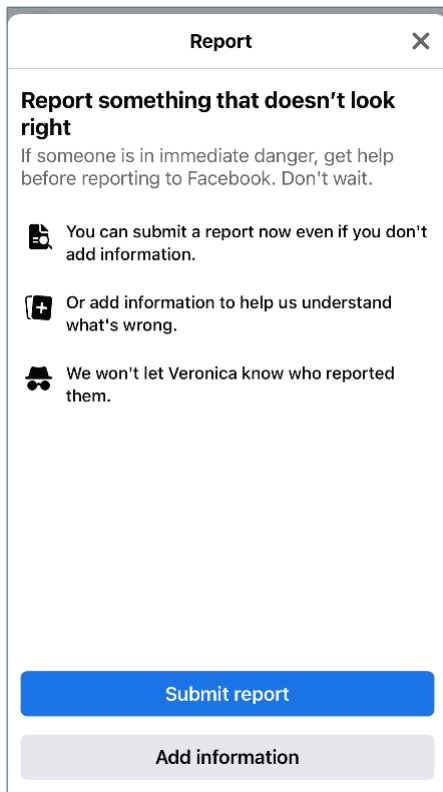 Report
Report something that doesn’t look
right
If someone is in immediate danger, get help
before reporting to Facebook. Don't wait.
You can submit a report now even if you don't
add information.
Or add information to help us understand
what's wrong.
We won't let Veronica know who reported
them.
Submit report
Add information